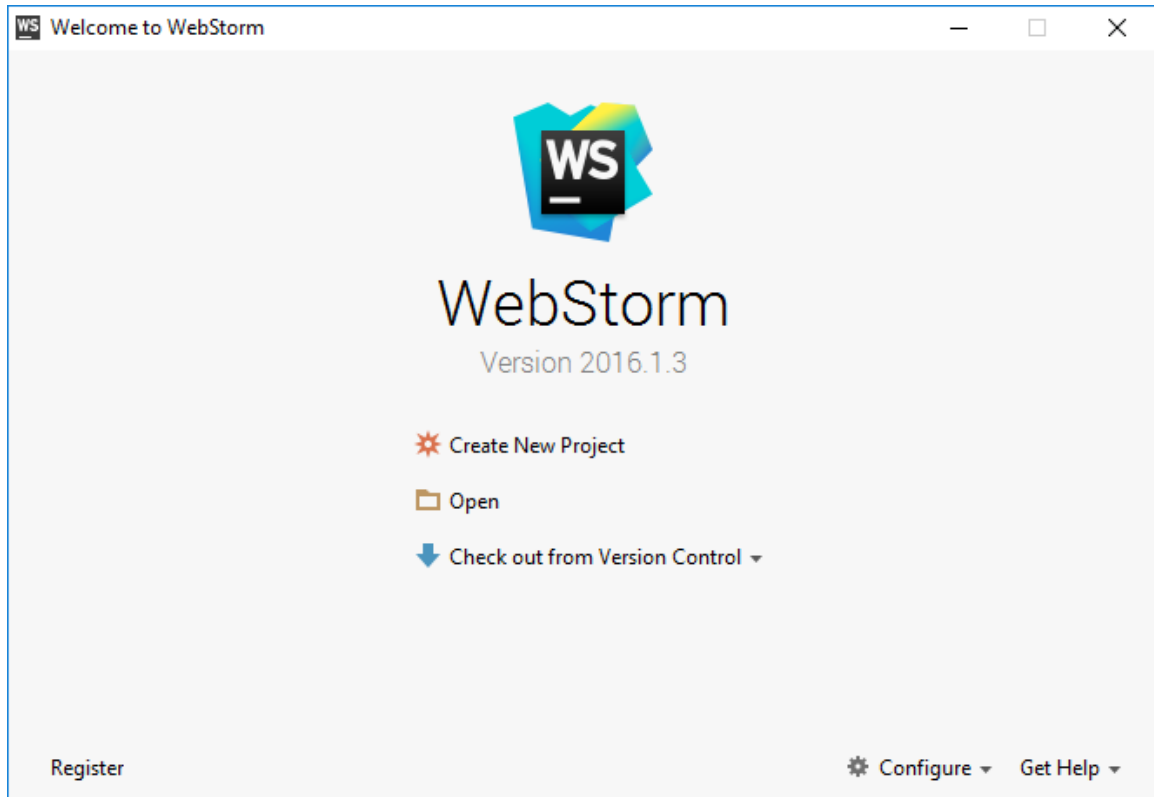 WS Welcome to WebStorm
WS
WebStorm
Version 2016.1.3
Create New Project
Open
Check out from Version Control
Register
Configure
Get Help